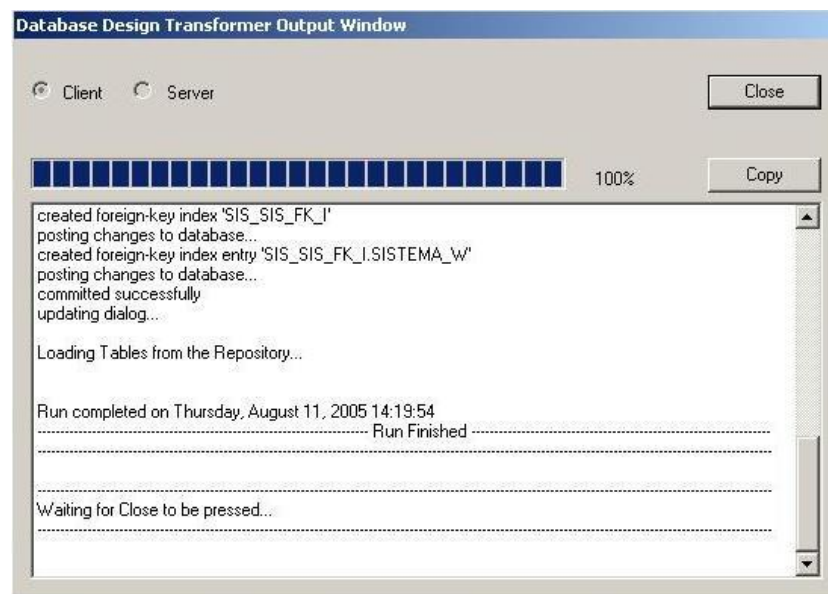 Database Design Transformer Output Window
Client Server Close
100% Copy
created foreign-key index 'SIS_SIS_FK_I'
posting changes to database...
created foreign-key index entry 'SIS_SIS_FK_I.SISTEMA_W'
posting changes to database...
committed successfully
updating dialog...
Loading Tables from the Repository...
Run completed on Thursday, August 11, 2005 14:19:54
Run Finished
Waiting for Close to be pressed...